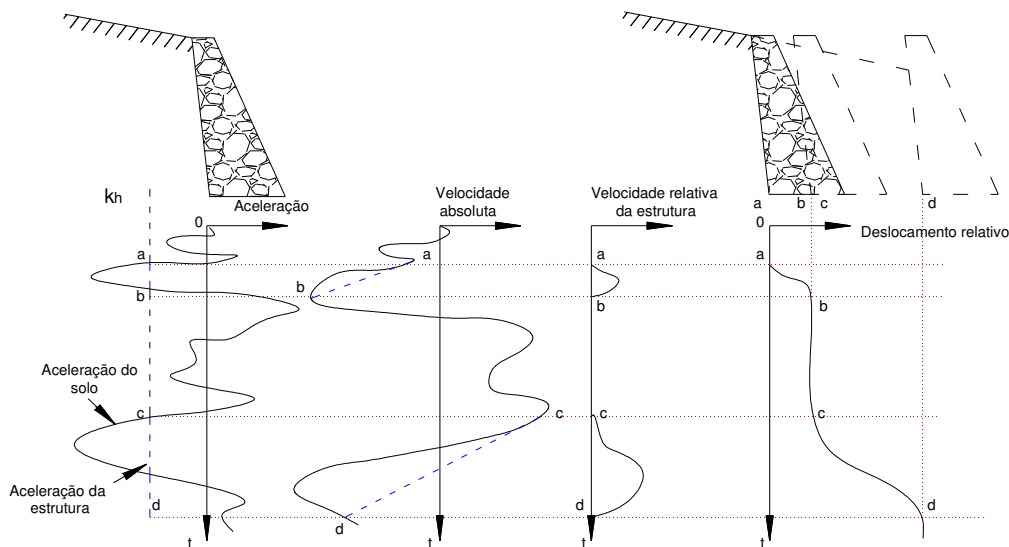 kh
Aceleração
0
a
b
c
d
t
Aceleração do
solo
Aceleração da
estrutura
Velocidade
absoluta
a
b
c
d
t
Velocidade relativa
da estrutura
a
b
c
d
t
a b c d
0
Deslocamento relativo
a
b
c
d
t